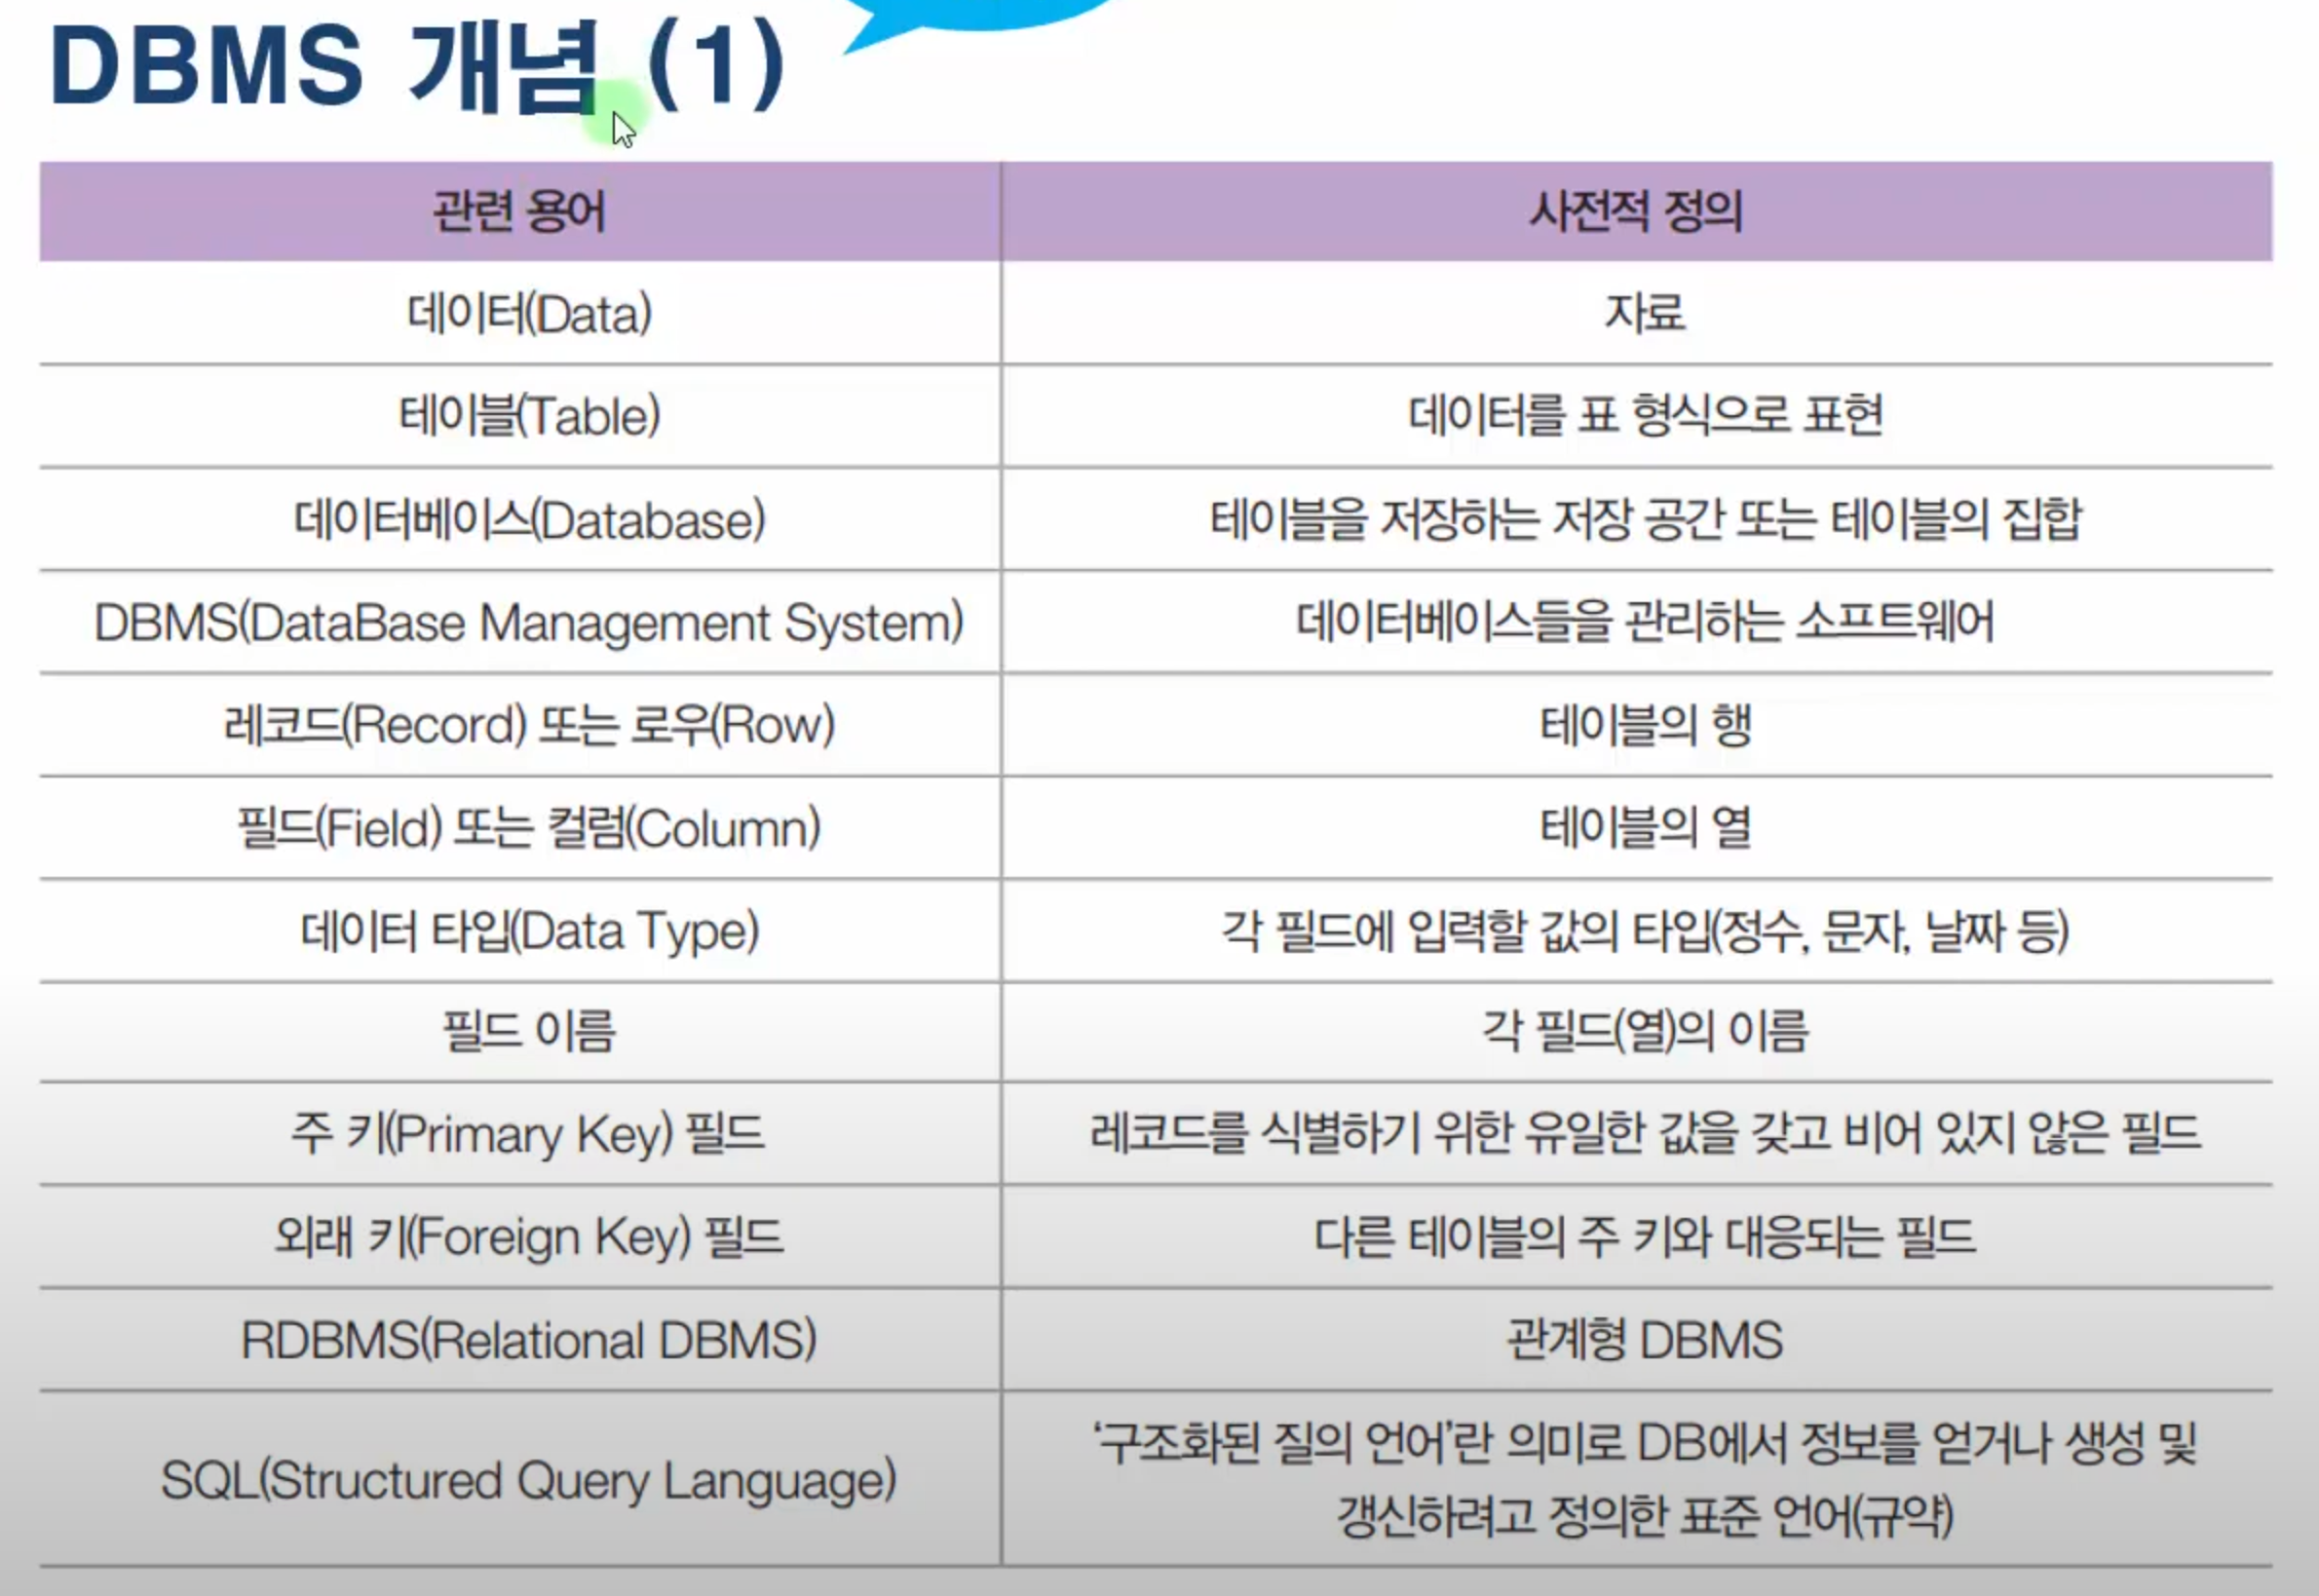 DBMS 개념 (1)
관련 용어 사전적 정의
데이터(Data) 자료
테이블(Table) 데이터를 표 형식으로 표현
데이터베이스(Database) 테이블을 저장하는 저장 공간 또는 테이블의 집합
DBMS(DataBase Management System) 데이터베이스들을 관리하는 소프트웨어
레코드(Record) 또는 로우(Row) 테이블의 행
필드(Field) 또는 컬럼(Column) 테이블의 열
데이터 타입(Data Type) 각 필드에 입력할 값의 타입(정수, 문자, 날짜 등)
필드 이름 각 필드(열)의 이름
주 키(Primary Key) 필드 레코드를 식별하기 위한 유일한 값을 갖고 비어 있지 않은 필드
외래 키(Foreign Key) 필드 다른 테이블의 주 키와 대응되는 필드
RDBMS(Relational DBMS) 관계형 DBMS
SQL(Structured Query Language) ‘구조화된 질의 언어’란 의미로 DB에서 정보를 얻거나 생성 및
갱신하려고 정의한 표준 언어(규약)